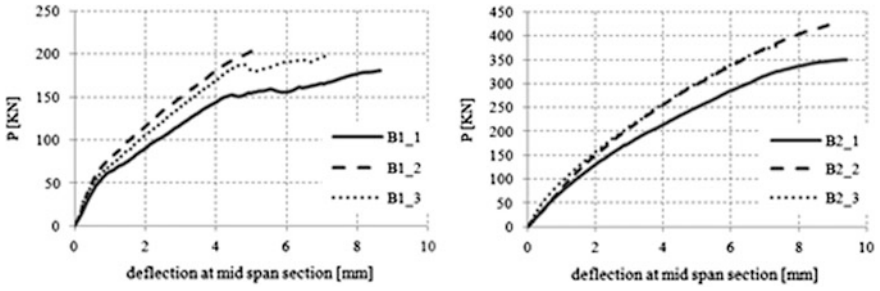 250
200
150
100
50
0
P [KN]
B1_1
B1_2
B1_3
0 2 4 6 8 10
deflection at mid span section [mm]
450
400
350
300
250
200
150
100
50
0
P [KN]
B2_1
B2_2
B2_3
0 2 4 6 8 10
deflection at mid span section [mm]